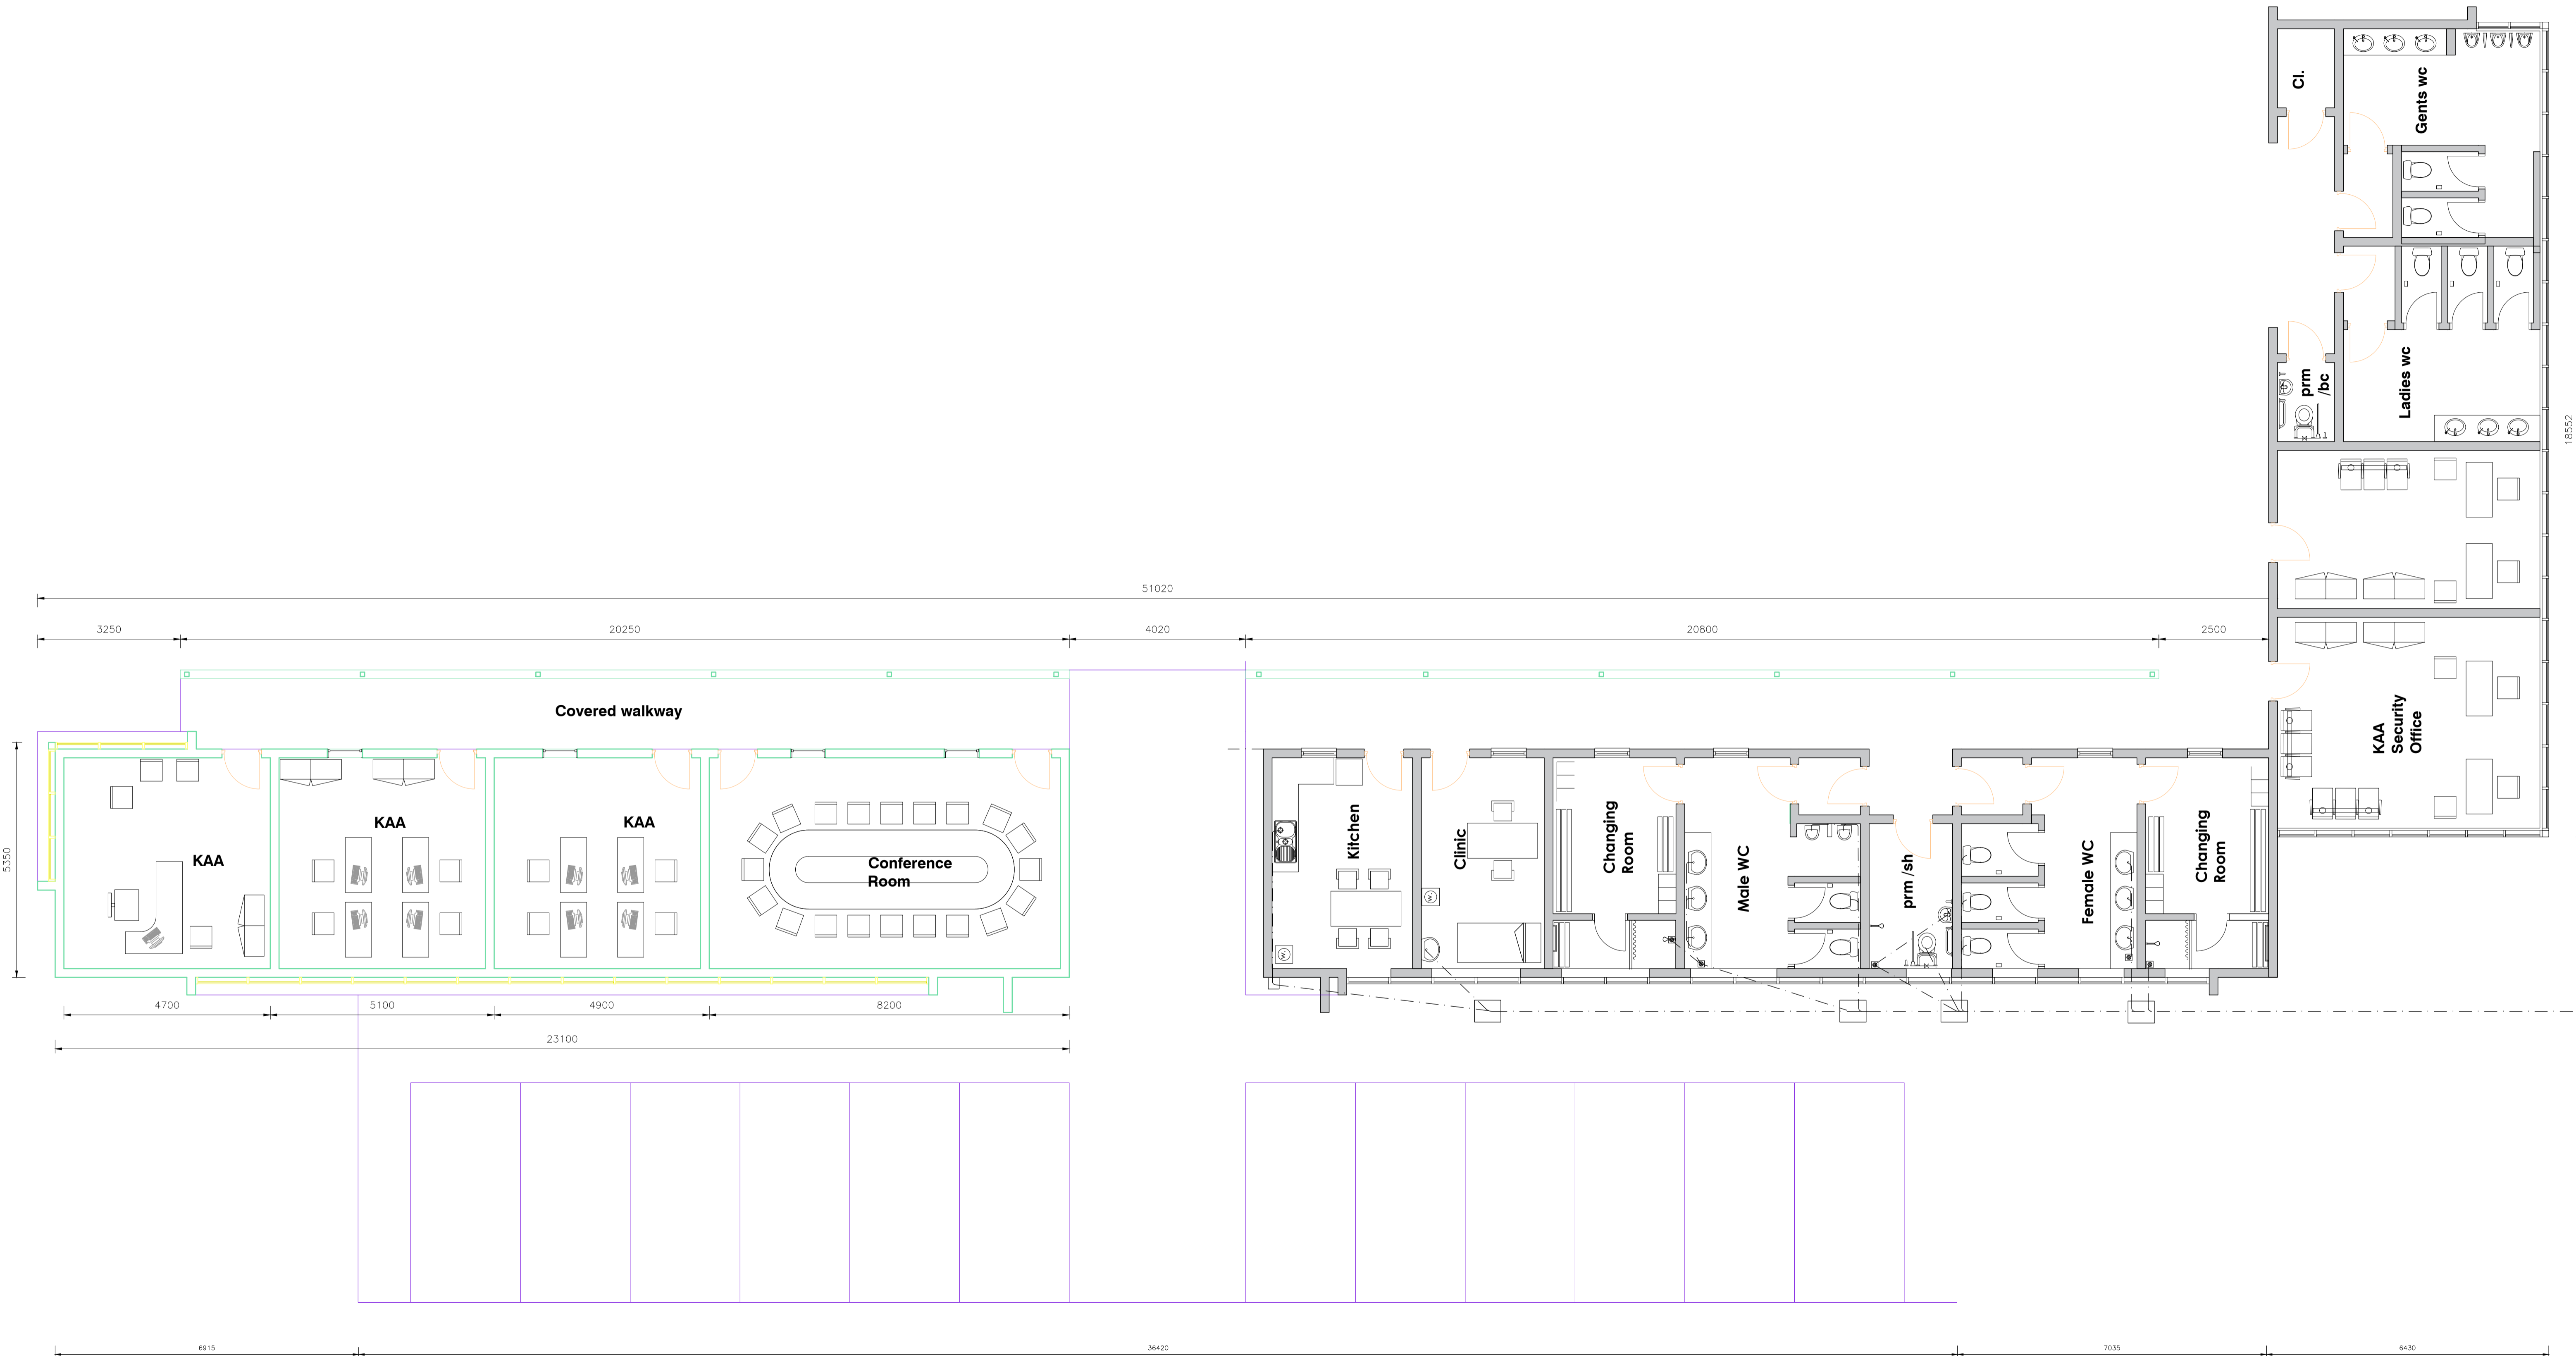 Cl.
Gents wc
prm
/bc
Ladies wc
18552
51020
3250
20250
4020
20800
2500
Covered walkway
KAA
Security
Office
5350
KAA
KAA
KAA
Conference
Room
Kitchen
W
W
Clinic
Changing
Room
Male WC
prm /sh
Female WC
Changing
Room
4700
5100
4900
8200
23100
6915
36420
7035
6430